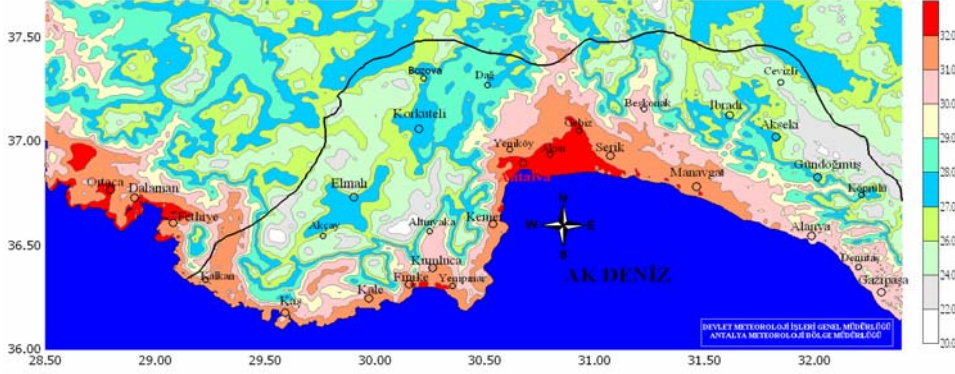 37.50
37.00
36.50
36.00
28.50 29.00 29.50 30.00 30.50 31.00 31.50 32.00
32.0
30.0
29.0
28.0
27.0
26.0
24.0
22.0
20.0
Bozova
Dağ
Cevizli
Korkuteli
Beşkonak
İbradı
Akseki
Gebiz
Yeniköy
Aksu
Serik
Antalya
Gündoğmuş
Ortaca
Dalaman
Elmalı
Manavgat
Köprülü
Fethiye
Akçay
Altınyaka
Kemer
N
W E
S
Alanya
Kumluca
Demirtaş
Kalkan
Finike
Yenipınar
AK DENİZ
Gazipaşa
Kaş
Kale
DEVLET METEOROLOJİ İŞLERİ GENEL MÜDÜRLÜĞÜ
ANTALYA METEOROLOJİ BÖLGE MÜDÜRLÜĞÜ